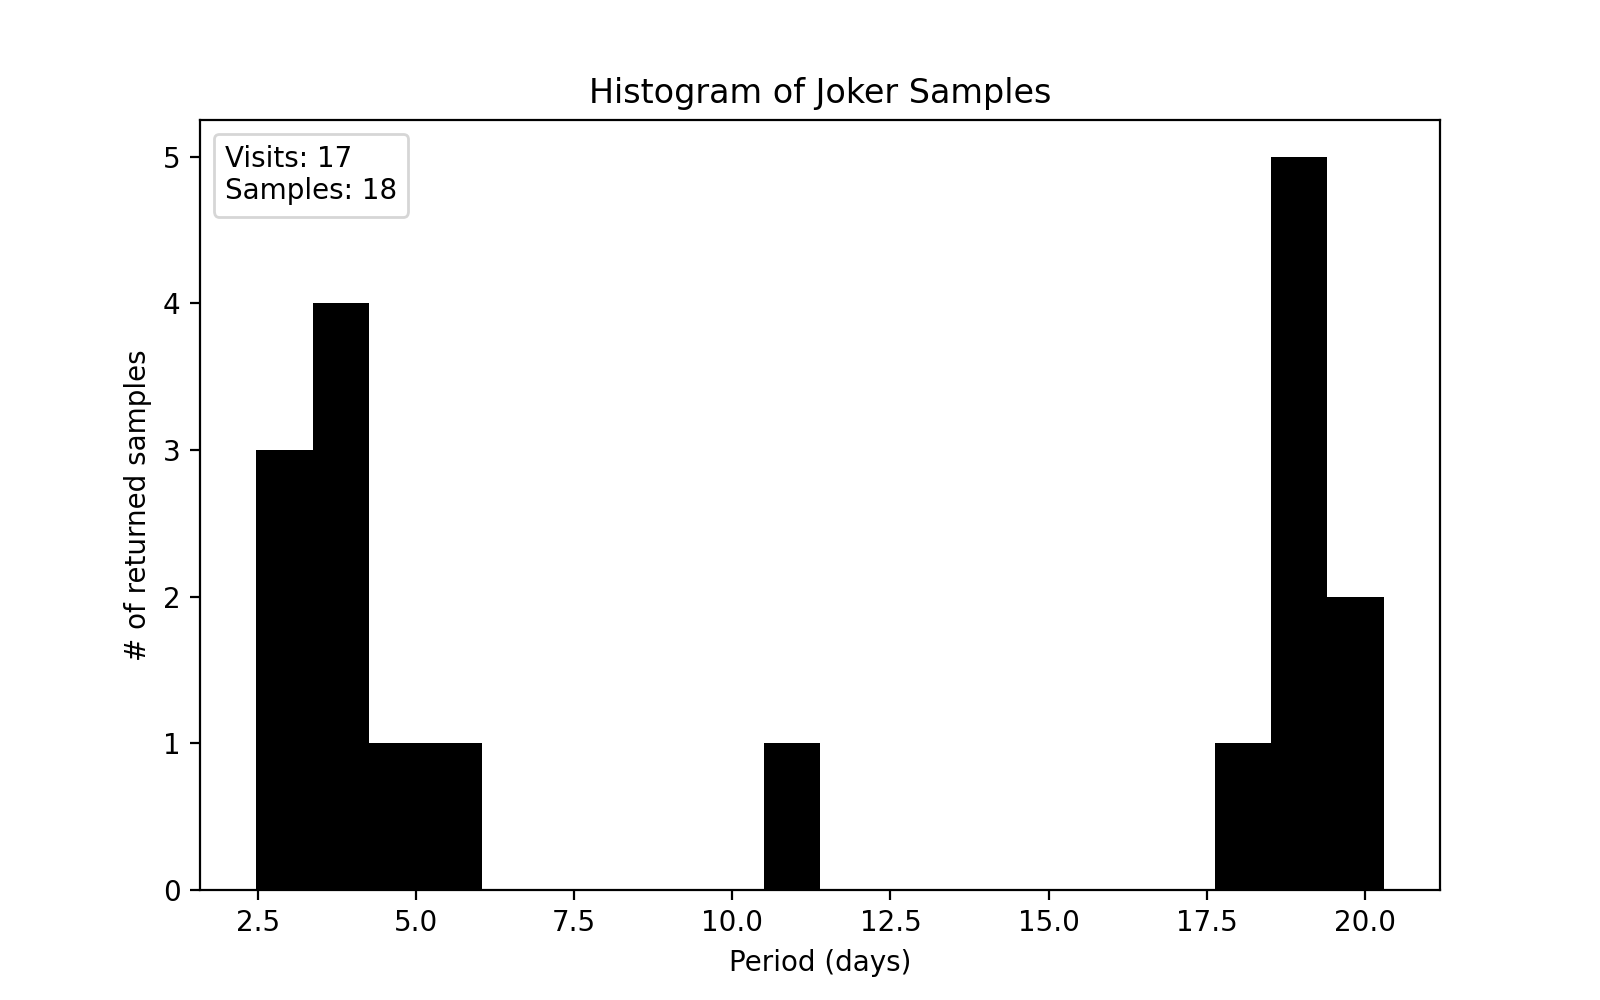 Histogram of Joker Samples
Visits: 17
Samples: 18
# of returned samples
5
4
3
2
1
0
2.5 5.0 7.5 10.0 12.5 15.0 17.5 20.0
Period (days)